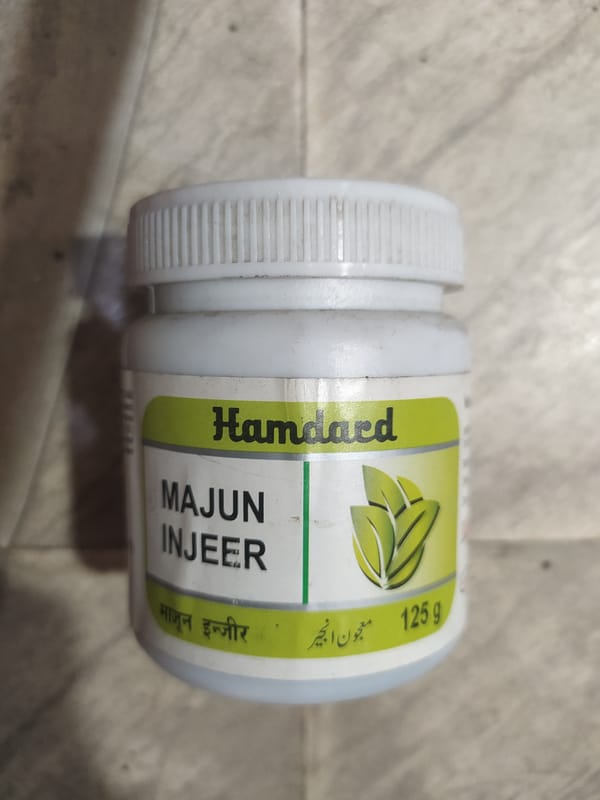 Hamdard
MAJUN
INJEER
माजून इन्जीर
معجون انجیر
125 g